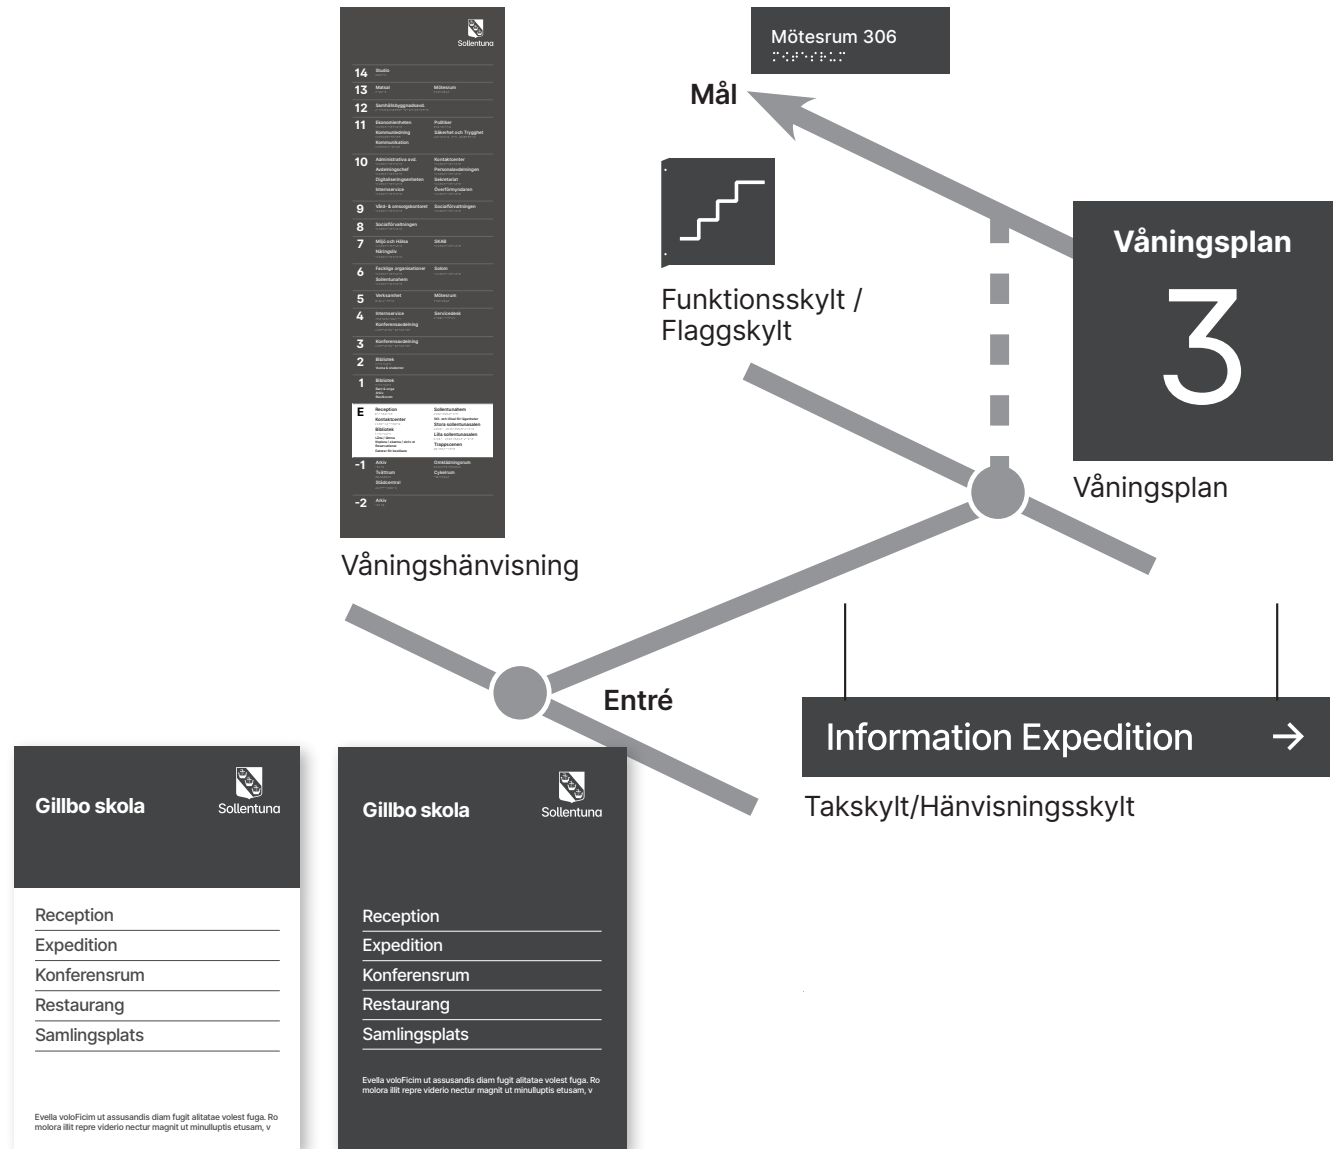 Sollentuna
14 Studio
13 Matsal Mötesrum
12 Samhällsbyggnadsavd.
11 Ekonomienheten Politiker
Kommunledning Säkerhet och Trygghet
Kommunikation
10 Administrativa avd. Kontaktcenter
Avdelningschef Personalavdelningen
Digitaliseringsenheten Sekretariat
Internservice Överförmyndaren
9 Vård- & omsorgskontoret Socialförvaltningen
8 Socialförvaltningen
7 Miljö och Hälsa SKAB
Näringsliv
6 Fackliga organisationer Solom
Sollentunahem
5 Verksamhet Mötesrum
4 Internservice Servicedesk
Konferensavdelning
3 Konferensavdelning
2 Bibliotek
1 Bibliotek
E Reception Sollentunahem
Kontaktcenter
Bibliotek Stora sollentunasalen
Lilla sollentunasalen
Trappscenen
-1 Arkiv Omklädningsrum
Tvättrum Cykelrum
Städcentral
-2 Arkiv
Våningshänvisning
Mötesrum 306
⠍⠪⠞⠑⠎⠗⠥⠍
Mål
Funktionsskylt /
Flaggskylt
Våningsplan
3
Våningsplan
Entré
Information Expedition →
Takskylt/Hänvisningsskylt
Gillbo skola
Sollentuna
Reception
Expedition
Konferensrum
Restaurang
Samlingsplats
Evella voloFicim ut assusandis diam fugit alitatae volest fuga. Ro
molora illit repre viderio nectur magnit ut minulluptis etusam, v
Gillbo skola
Sollentuna
Reception
Expedition
Konferensrum
Restaurang
Samlingsplats
Evella voloFicim ut assusandis diam fugit alitatae volest fuga. Ro
molora illit repre viderio nectur magnit ut minulluptis etusam, v